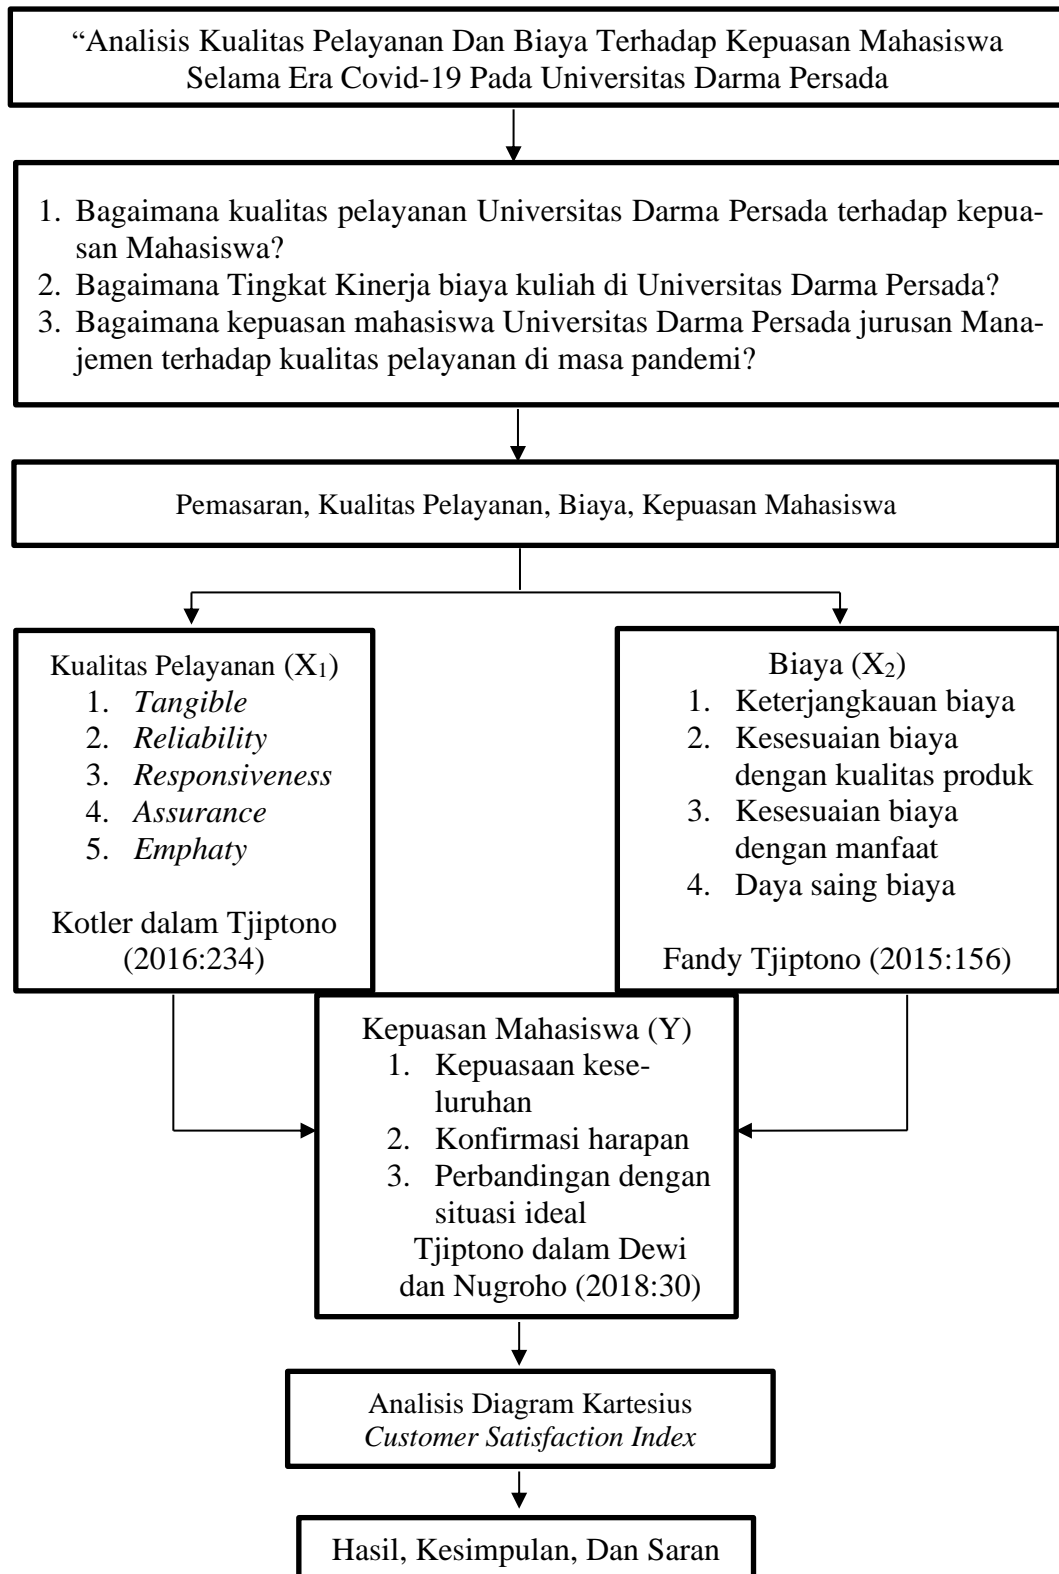 “Analisis Kualitas Pelayanan Dan Biaya Terhadap Kepuasan Mahasiswa
Selama Era Covid-19 Pada Universitas Darma Persada
1. Bagaimana kualitas pelayanan Universitas Darma Persada terhadap kepua-
san Mahasiswa?
2. Bagaimana Tingkat Kinerja biaya kuliah di Universitas Darma Persada?
3. Bagaimana kepuasan mahasiswa Universitas Darma Persada jurusan Mana-
jemen terhadap kualitas pelayanan di masa pandemi?
Pemasaran, Kualitas Pelayanan, Biaya, Kepuasan Mahasiswa
Kualitas Pelayanan (X₁)
1. Tangible
2. Reliability
3. Responsiveness
4. Assurance
5. Emphaty
Kotler dalam Tjiptono
(2016:234)
Biaya (X₂)
1. Keterjangkauan biaya
2. Kesesuaian biaya
dengan kualitas produk
3. Kesesuaian biaya
dengan manfaat
4. Daya saing biaya
Fandy Tjiptono (2015:156)
Kepuasan Mahasiswa (Y)
1. Kepuasaan kese-
luruhan
2. Konfirmasi harapan
3. Perbandingan dengan
situasi ideal
Tjiptono dalam Dewi
dan Nugroho (2018:30)
Analisis Diagram Kartesius
Customer Satisfaction Index
Hasil, Kesimpulan, Dan Saran